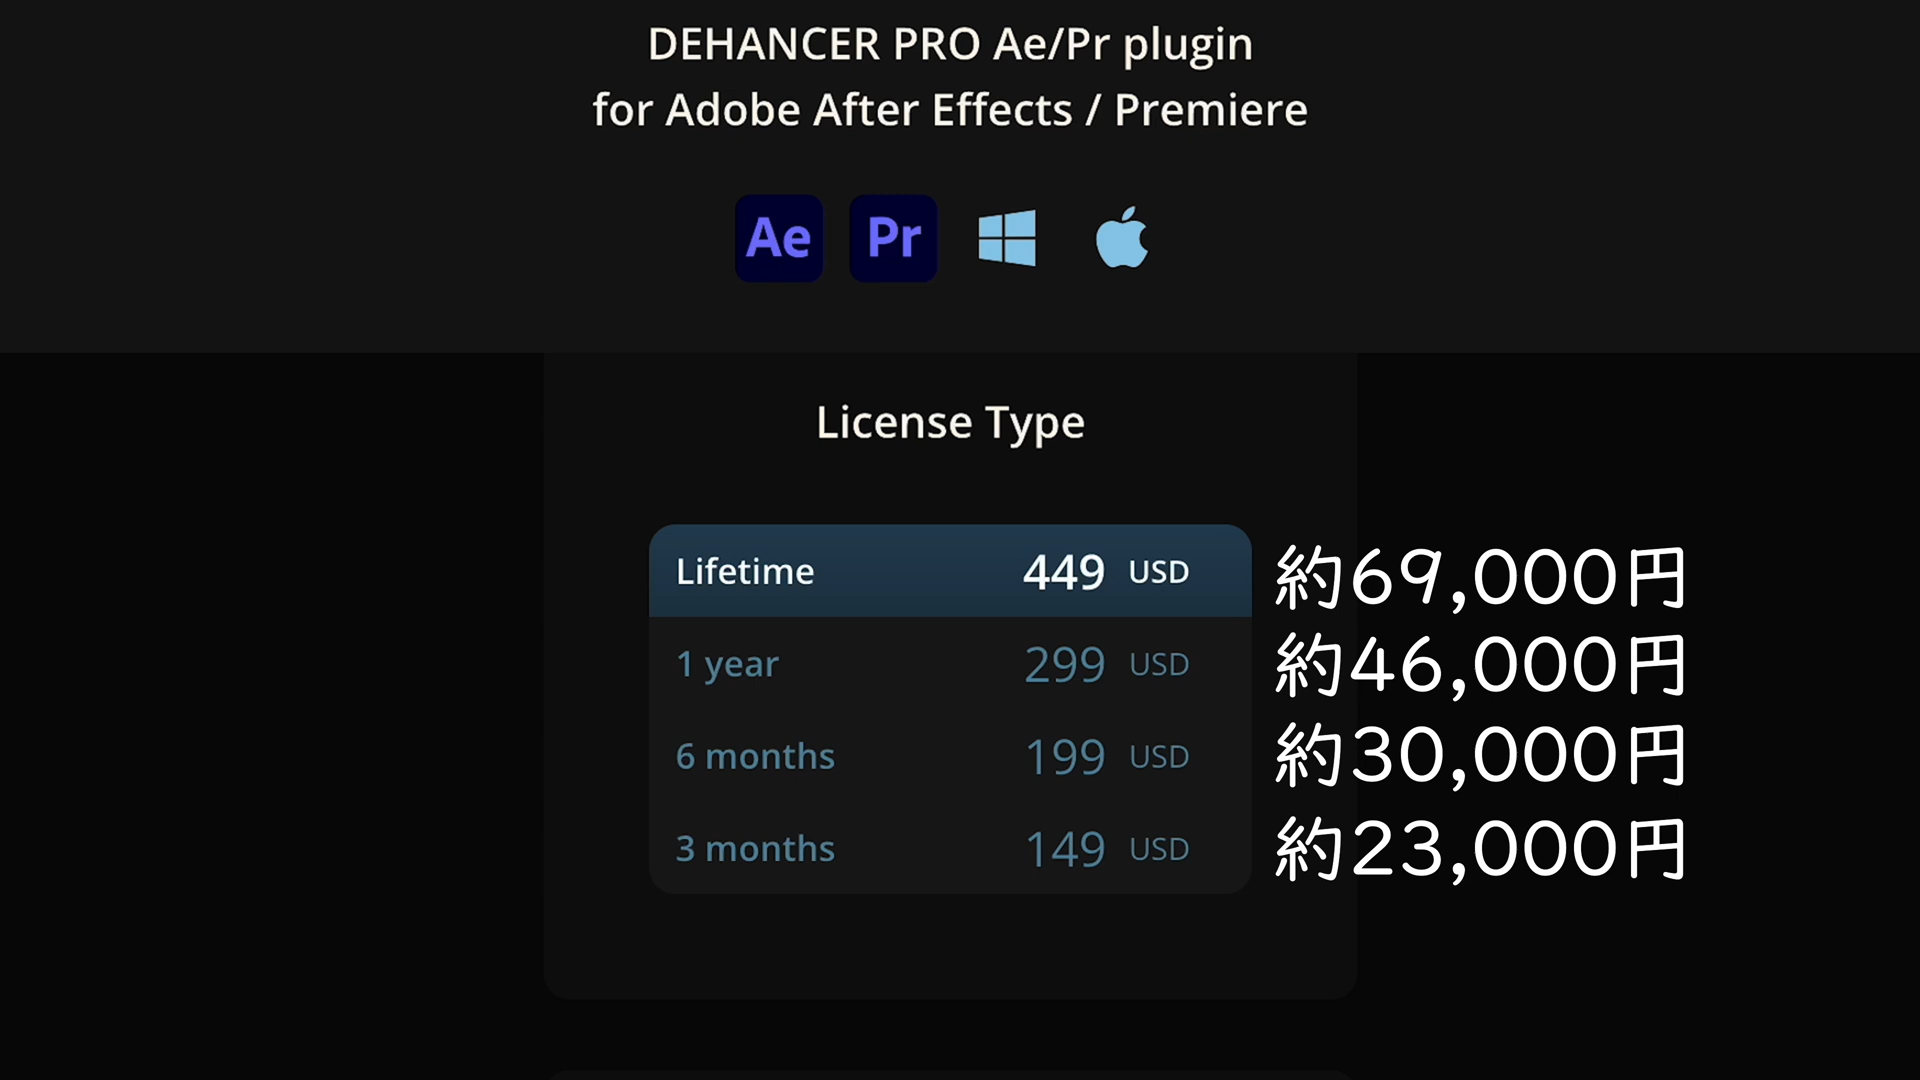 DEHANCER PRO Ae/Pr plugin
for Adobe After Effects / Premiere
Ae Pr
License Type
Lifetime 449 USD 約69,000円
1 year 299 USD 約46,000円
6 months 199 USD 約30,000円
3 months 149 USD 約23,000円